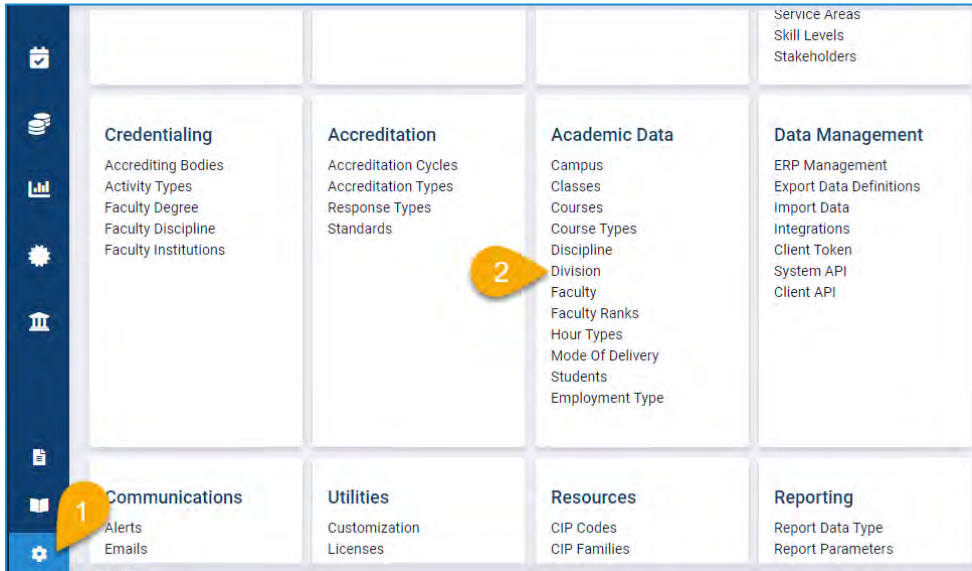 Service Areas
Skill Levels
Stakeholders
Credentialing
Accrediting Bodies
Activity Types
Faculty Degree
Faculty Discipline
Faculty Institutions
Accreditation
Accreditation Cycles
Accreditation Types
Response Types
Standards
Academic Data
Campus
Classes
Courses
Course Types
Discipline
2
Division
Faculty
Faculty Ranks
Hour Types
Mode Of Delivery
Students
Employment Type
Data Management
ERP Management
Export Data Definitions
Import Data
Integrations
Client Token
System API
Client API
1
Communications
Alerts
Emails
Utilities
Customization
Licenses
Resources
CIP Codes
CIP Families
Reporting
Report Data Type
Report Parameters